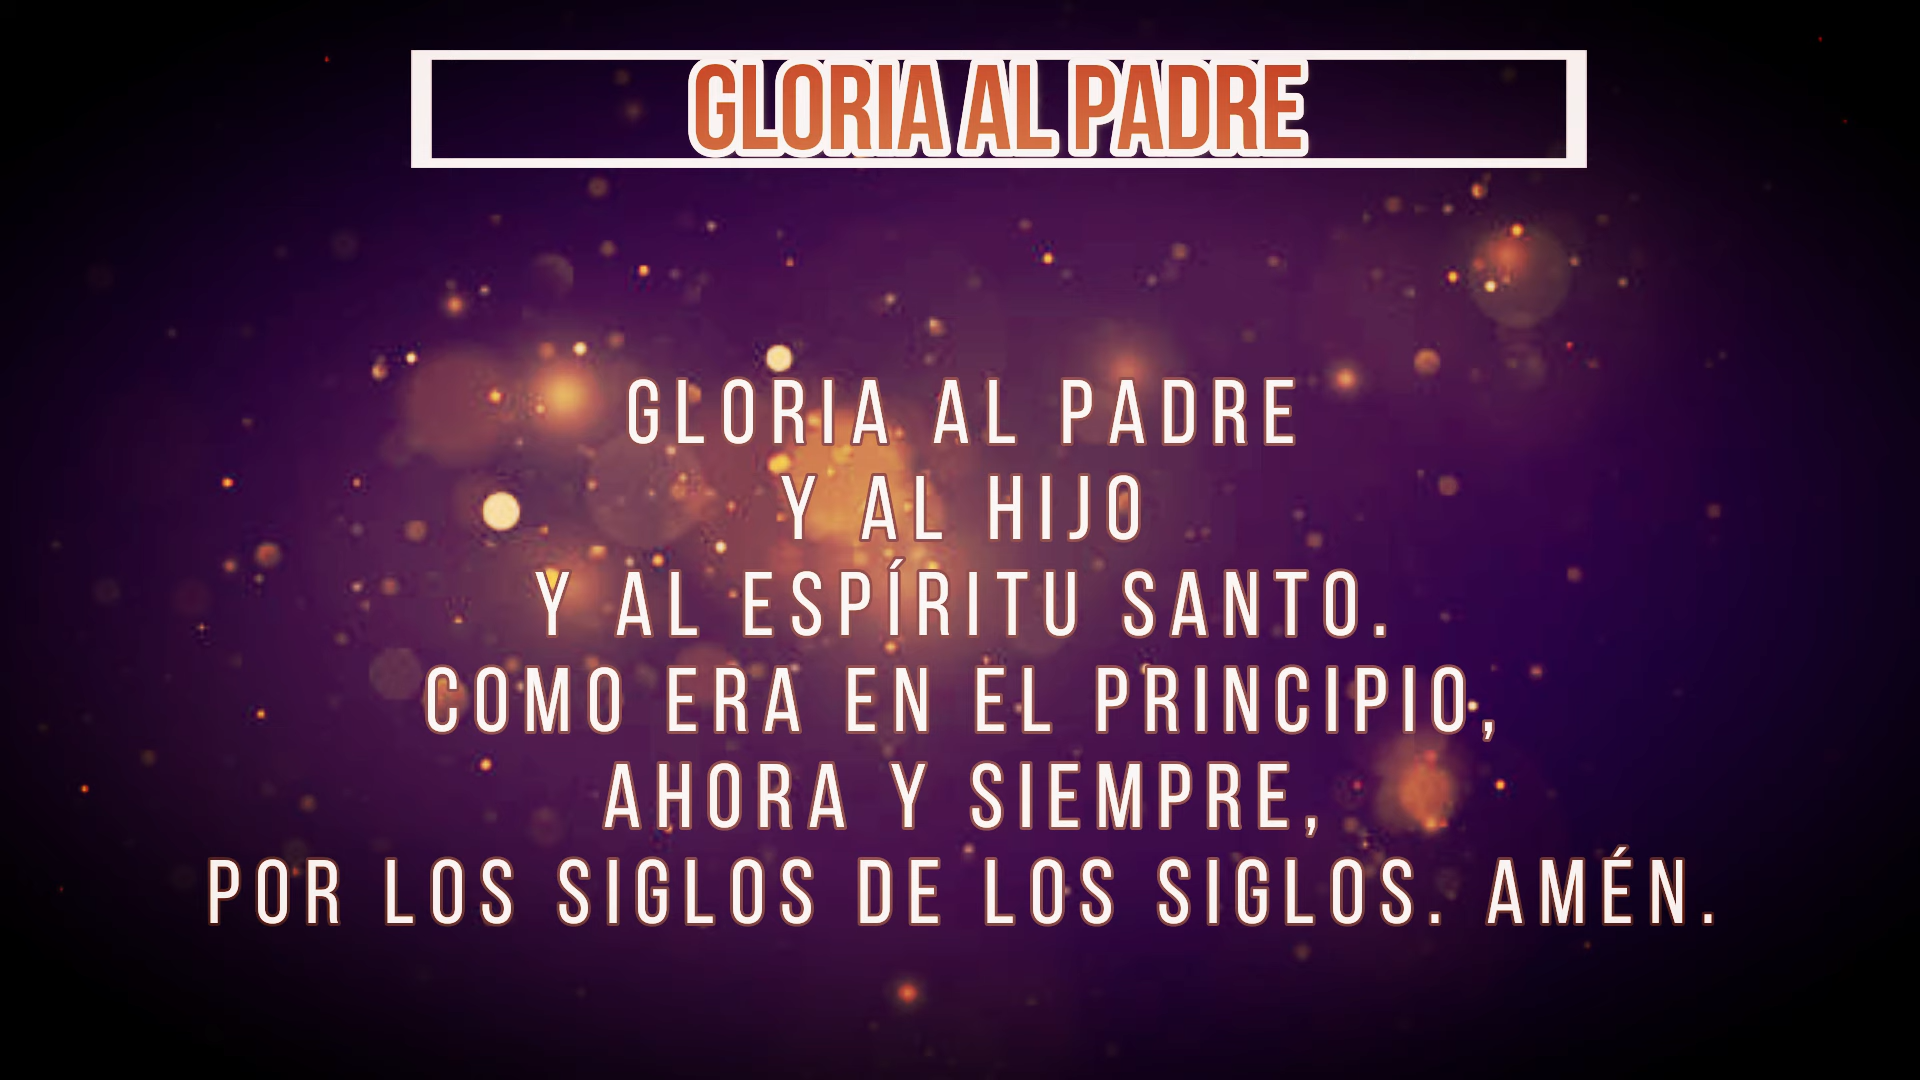 GLORIA AL PADRE
GLORIA AL PADRE
Y AL HIJO
Y AL ESPÍRITU SANTO.
COMO ERA EN EL PRINCIPIO,
AHORA Y SIEMPRE,
POR LOS SIGLOS DE LOS SIGLOS. AMÉN.